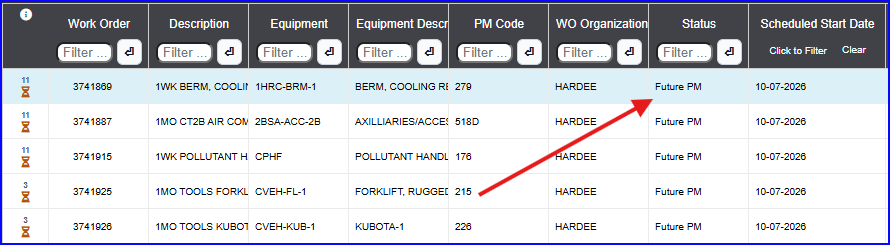 i Work Order Description Equipment Equipment Descr PM Code WO Organization Status Scheduled Start Date
Filter ... Filter ... Filter ... Filter ... Filter ... Filter ... Filter ... Click to Filter Clear
11 3741869 1WK BERM, COOLIN 1HRC-BRM-1 BERM, COOLING RE 279 HARDEE Future PM 10-07-2026
11 3741887 1MO CT2B AIR COM 2BSA-ACC-2B AXILLIARIES/ACCES 518D HARDEE Future PM 10-07-2026
11 3741915 1WK POLLUTANT H CPHF POLLUTANT HANDL 176 HARDEE Future PM 10-07-2026
3 3741925 1MO TOOLS FORKL CVEH-FL-1 FORKLIFT, RUGGED 215 HARDEE Future PM 10-07-2026
3 3741926 1MO TOOLS KUBOT CVEH-KUB-1 KUBOTA-1 226 HARDEE Future PM 10-07-2026